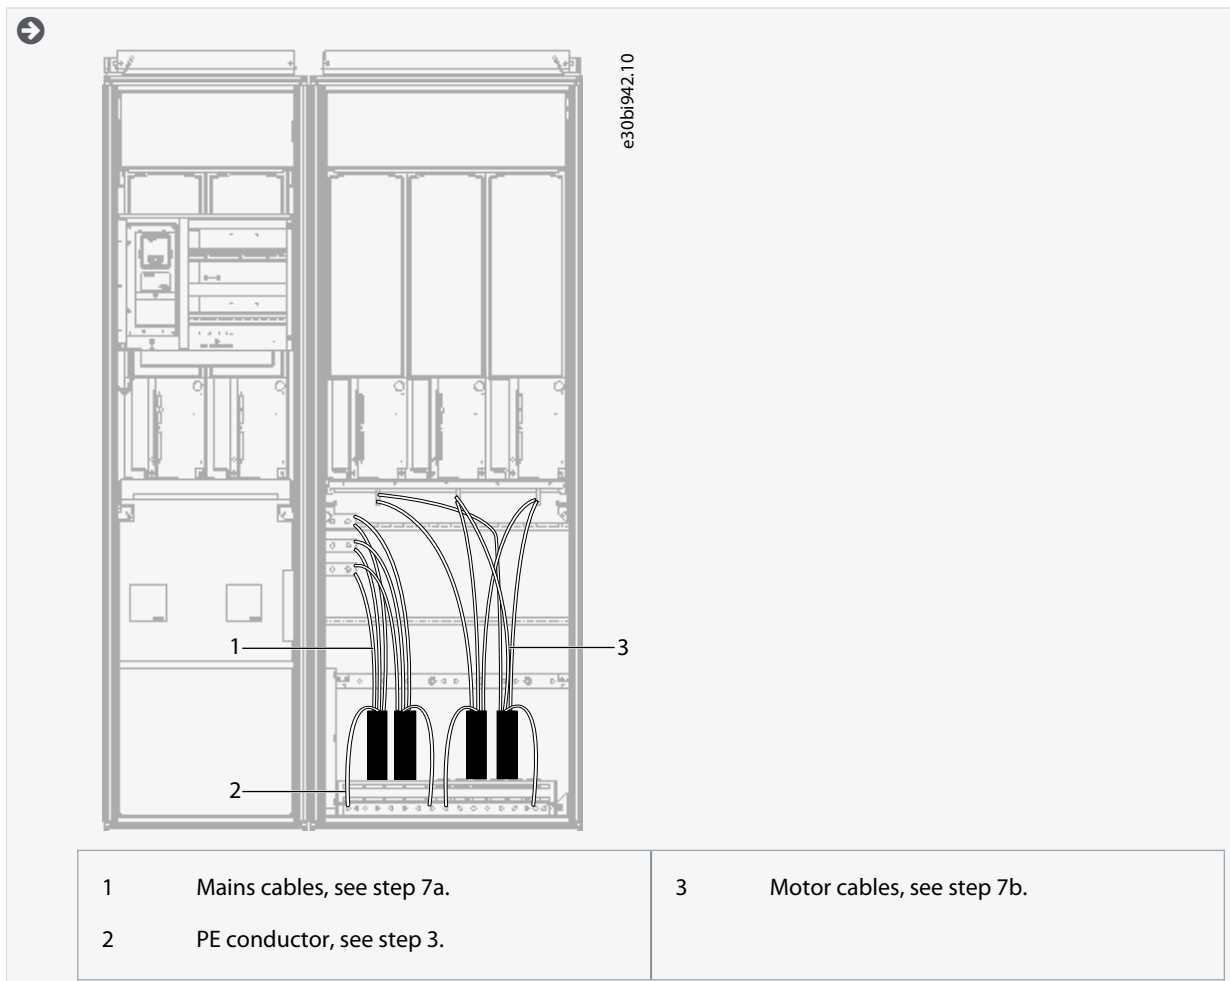 e30bi942.10
1
2
3
1 Mains cables, see step 7a.
2 PE conductor, see step 3.
3 Motor cables, see step 7b.